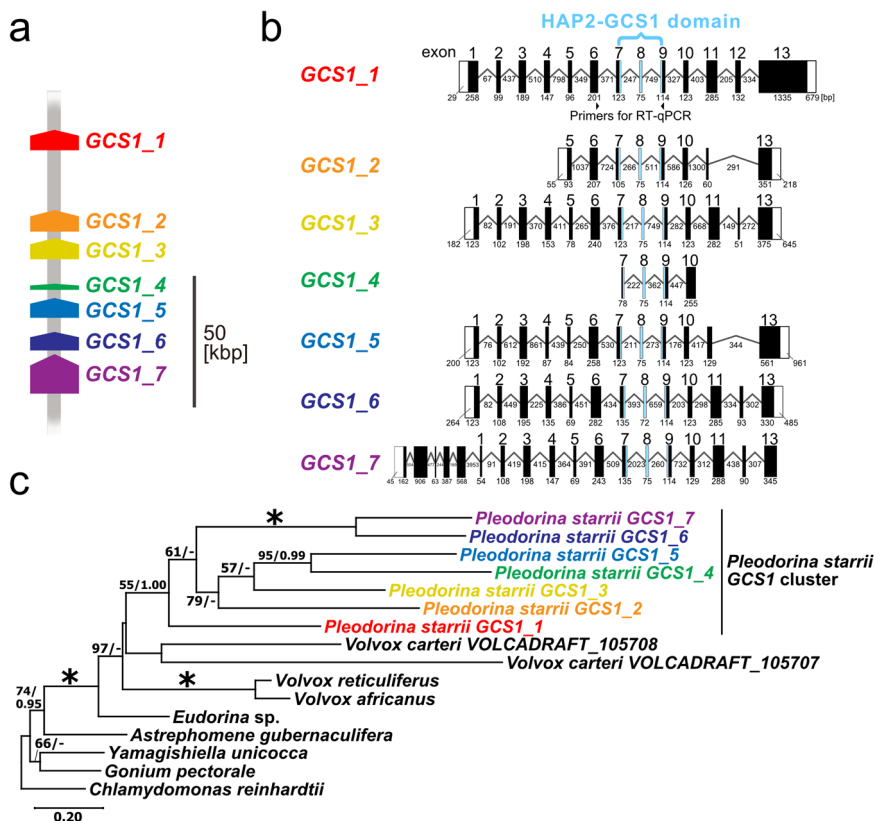 a
GCS1_1
GCS1_2
GCS1_3
GCS1_4
GCS1_5
GCS1_6
GCS1_7
50
[kbp]
b
HAP2-GCS1 domain
exon 1 2 3 4 5 6 7 8 9 10 11 12 13
GCS1_1
67 437 510 798 349 371 247 749 327 403 205 334
29 258 99 189 147 96 201 123 75 114 123 285 132 1335 679 [bp]
Primers for RT-qPCR
5 6 7 8 9 10 13
GCS1_2
1037 724 266 511 586 1300 291
55 93 207 105 75 114 126 60 351 218
1 2 3 4 5 6 7 8 9 10 11 13
GCS1_3
82 191 370 411 265 376 217 749 282 668 149 272
182 123 102 198 153 78 240 123 75 114 123 282 51 375 645
7 8 9 10
GCS1_4
222 362 447
78 75 114 255
1 2 3 4 5 6 7 8 9 10 13
GCS1_5
76 612 861 439 250 530 211 273 176 417 344
200 123 102 192 87 84 258 123 75 114 123 129 561 961
1 2 3 4 5 6 7 8 9 10 11 13
GCS1_6
82 449 225 386 451 434 393 659 203 298 334 302
264 123 108 195 135 69 282 135 72 114 123 285 93 330 485
1 2 3 4 5 6 7 8 9 10 11 13
GCS1_7
3953 91 419 415 364 391 509 2023 260 732 312 438 307
45 162 906 63 387 568 54 108 198 147 69 243 135 75 114 129 288 90 345
c
Pleodorina starrii GCS1_7
Pleodorina starrii GCS1_6
Pleodorina starrii GCS1_5
Pleodorina starrii GCS1_4
Pleodorina starrii GCS1_3
Pleodorina starrii GCS1_2
Pleodorina starrii GCS1_1
Pleodorina starrii
GCS1 cluster
Volvox carteri VOLCADRAFT_105708
Volvox carteri VOLCADRAFT_105707
Volvox reticuliferus
Volvox africanus
Eudorina sp.
Astrephomene gubernaculifera
Yamagishiella unicocca
Gonium pectorale
Chlamydomonas reinhardtii
*
61/-
57/-
95/0.99
55/1.00
79/-
97/-
*
*
74/
0.95
66/-
0.20